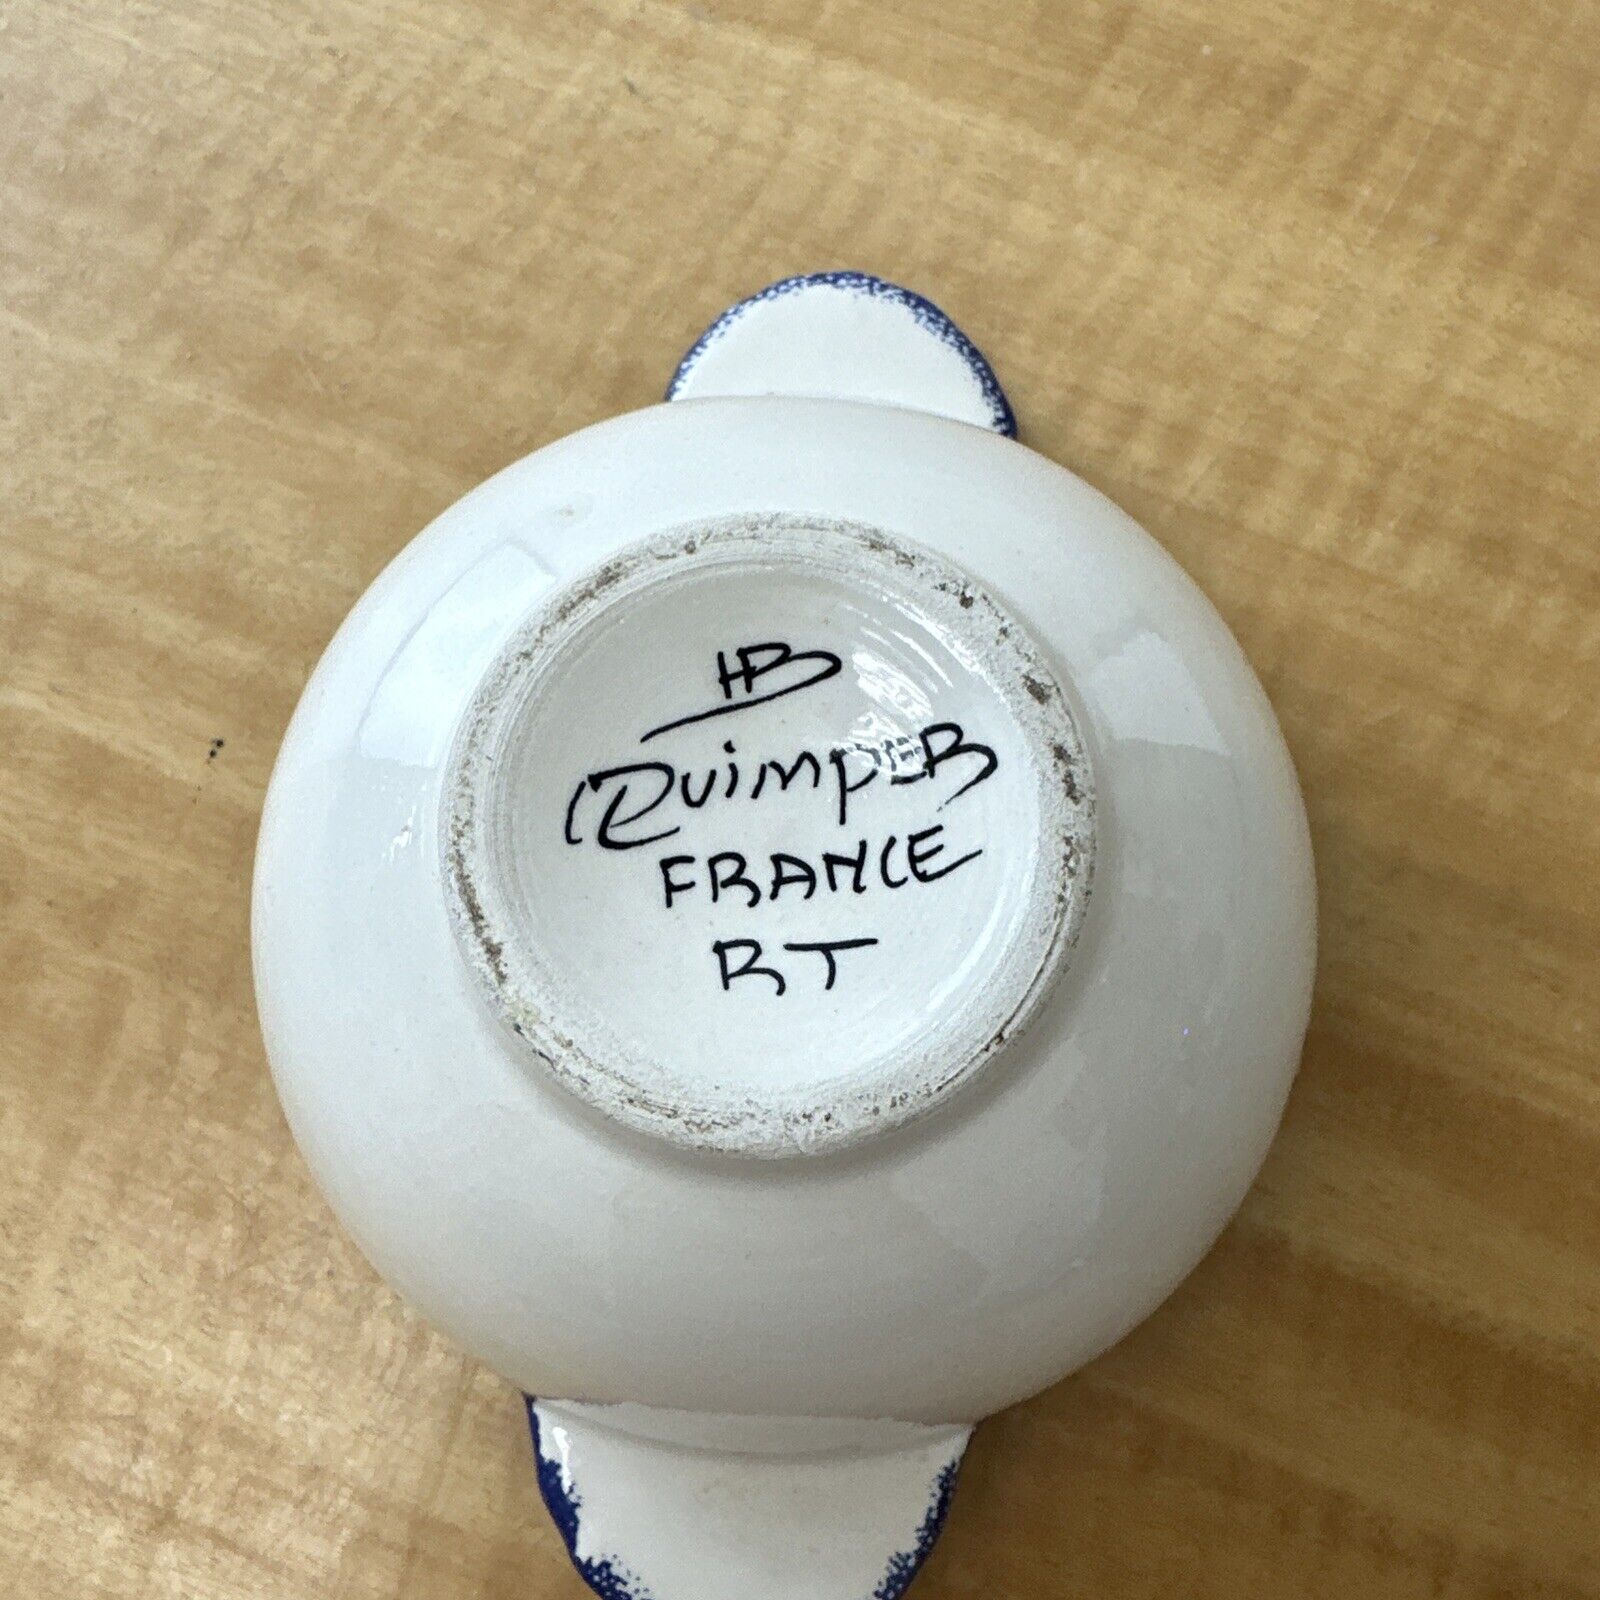 HB
Quimper
FRANCE
RT